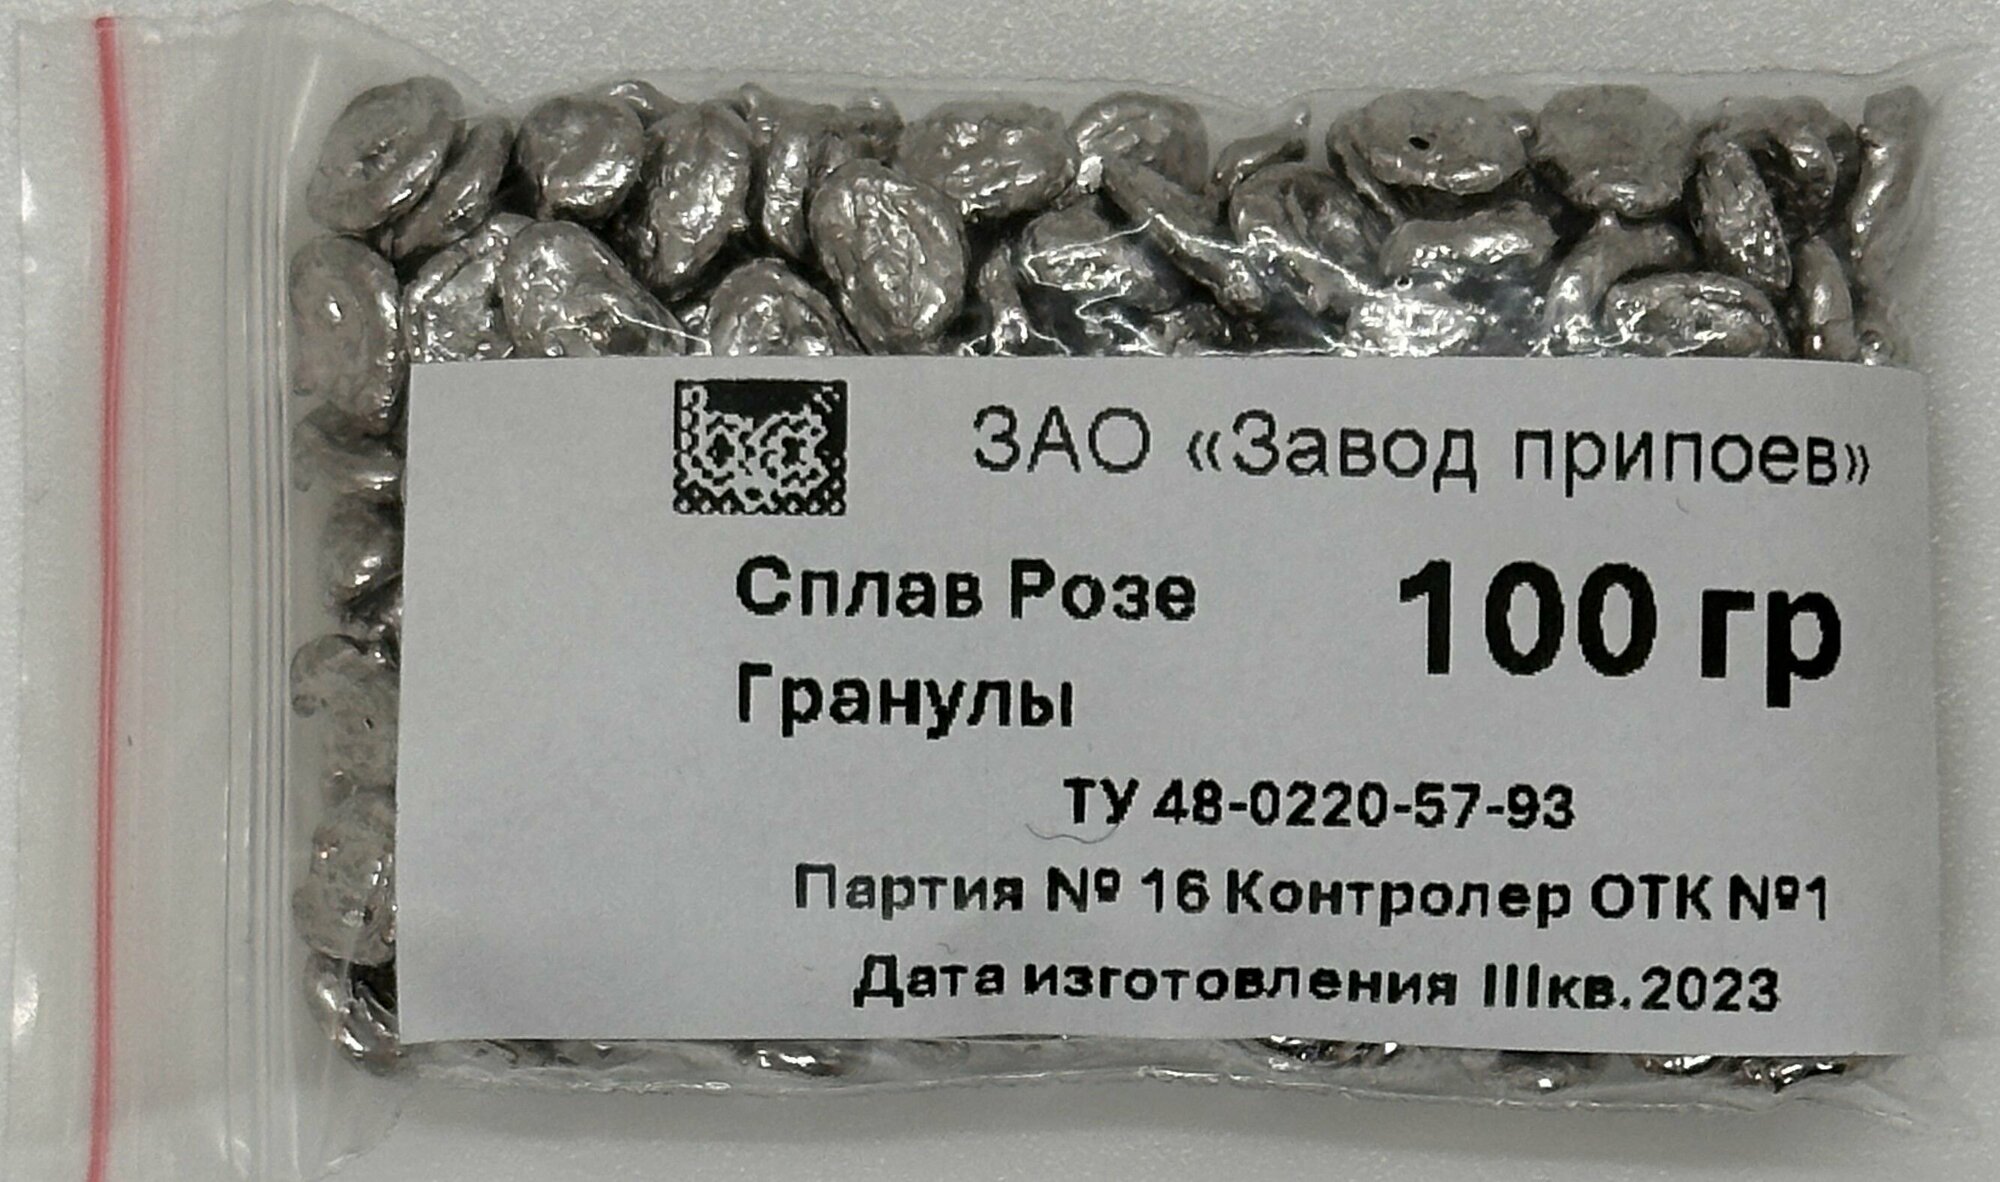 ЗАО «Завод припоев»
Сплав Розе
100 гр
Гранулы
ТУ 48-0220-57-93
Партия № 16 Контролер ОТК №1
Дата изготовления IIIкв.2023